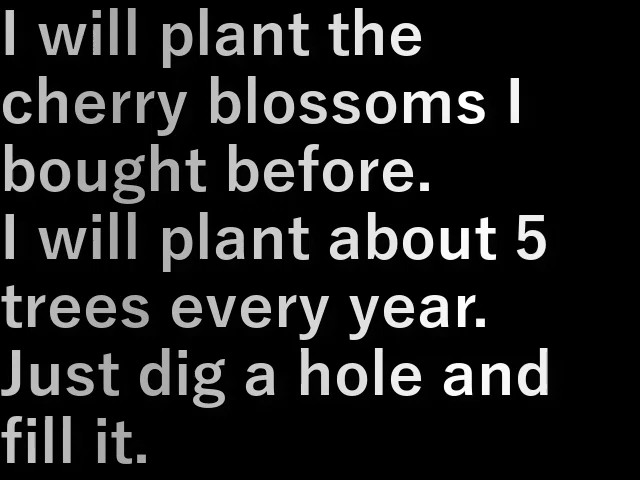 I will plant the
cherry blossoms I
bought before.
I will plant about 5
trees every year.
Just dig a hole and
fill it.